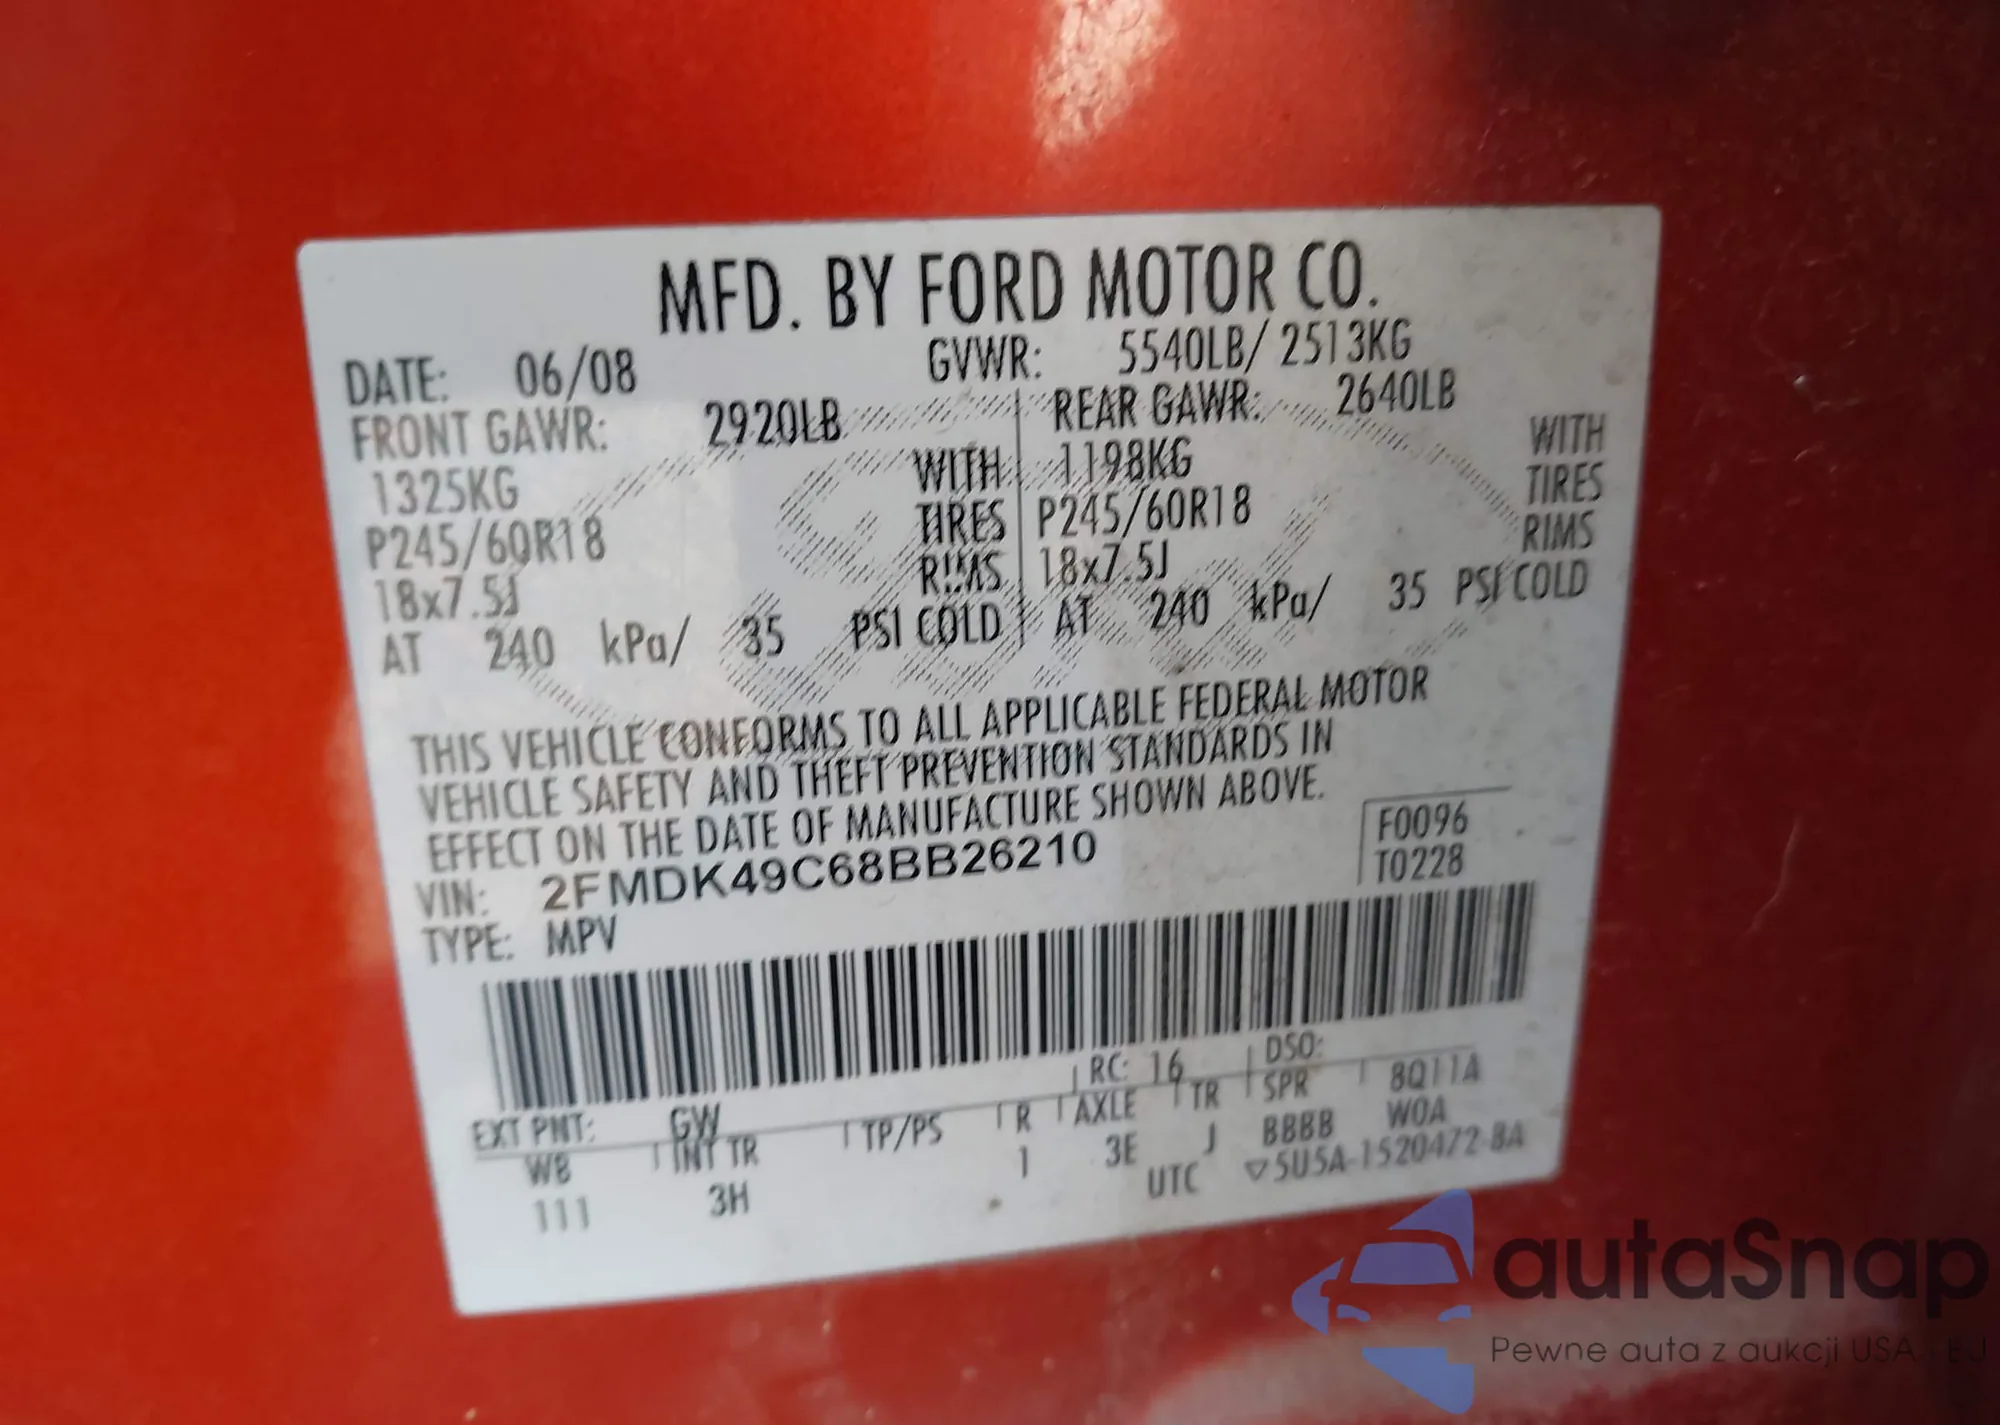 MFD. BY FORD MOTOR CO.
DATE: 06/08 GVWR: 5540LB/ 2513KG
FRONT GAWR: 2920LB REAR GAWR: 2640LB
1325KG WITH 1198KG WITH
P245/60R18 TIRES P245/60R18 TIRES
18x7.5J RIMS 18x7.5J RIMS
AT 240 kPa/ 35 PSI COLD AT 240 kPa/ 35 PSI COLD
THIS VEHICLE CONFORMS TO ALL APPLICABLE FEDERAL MOTOR
VEHICLE SAFETY AND THEFT PREVENTION STANDARDS IN
EFFECT ON THE DATE OF MANUFACTURE SHOWN ABOVE.
F0096
T0228
VIN: 2FMDK49C68BB26210
TYPE: MPV
EXT PNT: GW RC: 16 DSO:
W8 INT TR TP/PS R AXLE TR SPR 8Q11A
111 3H 1 3E J BBBB W0A
UTC ▽5U5A-1520472-BA
autaSnap
Pewne auta z aukcji USA